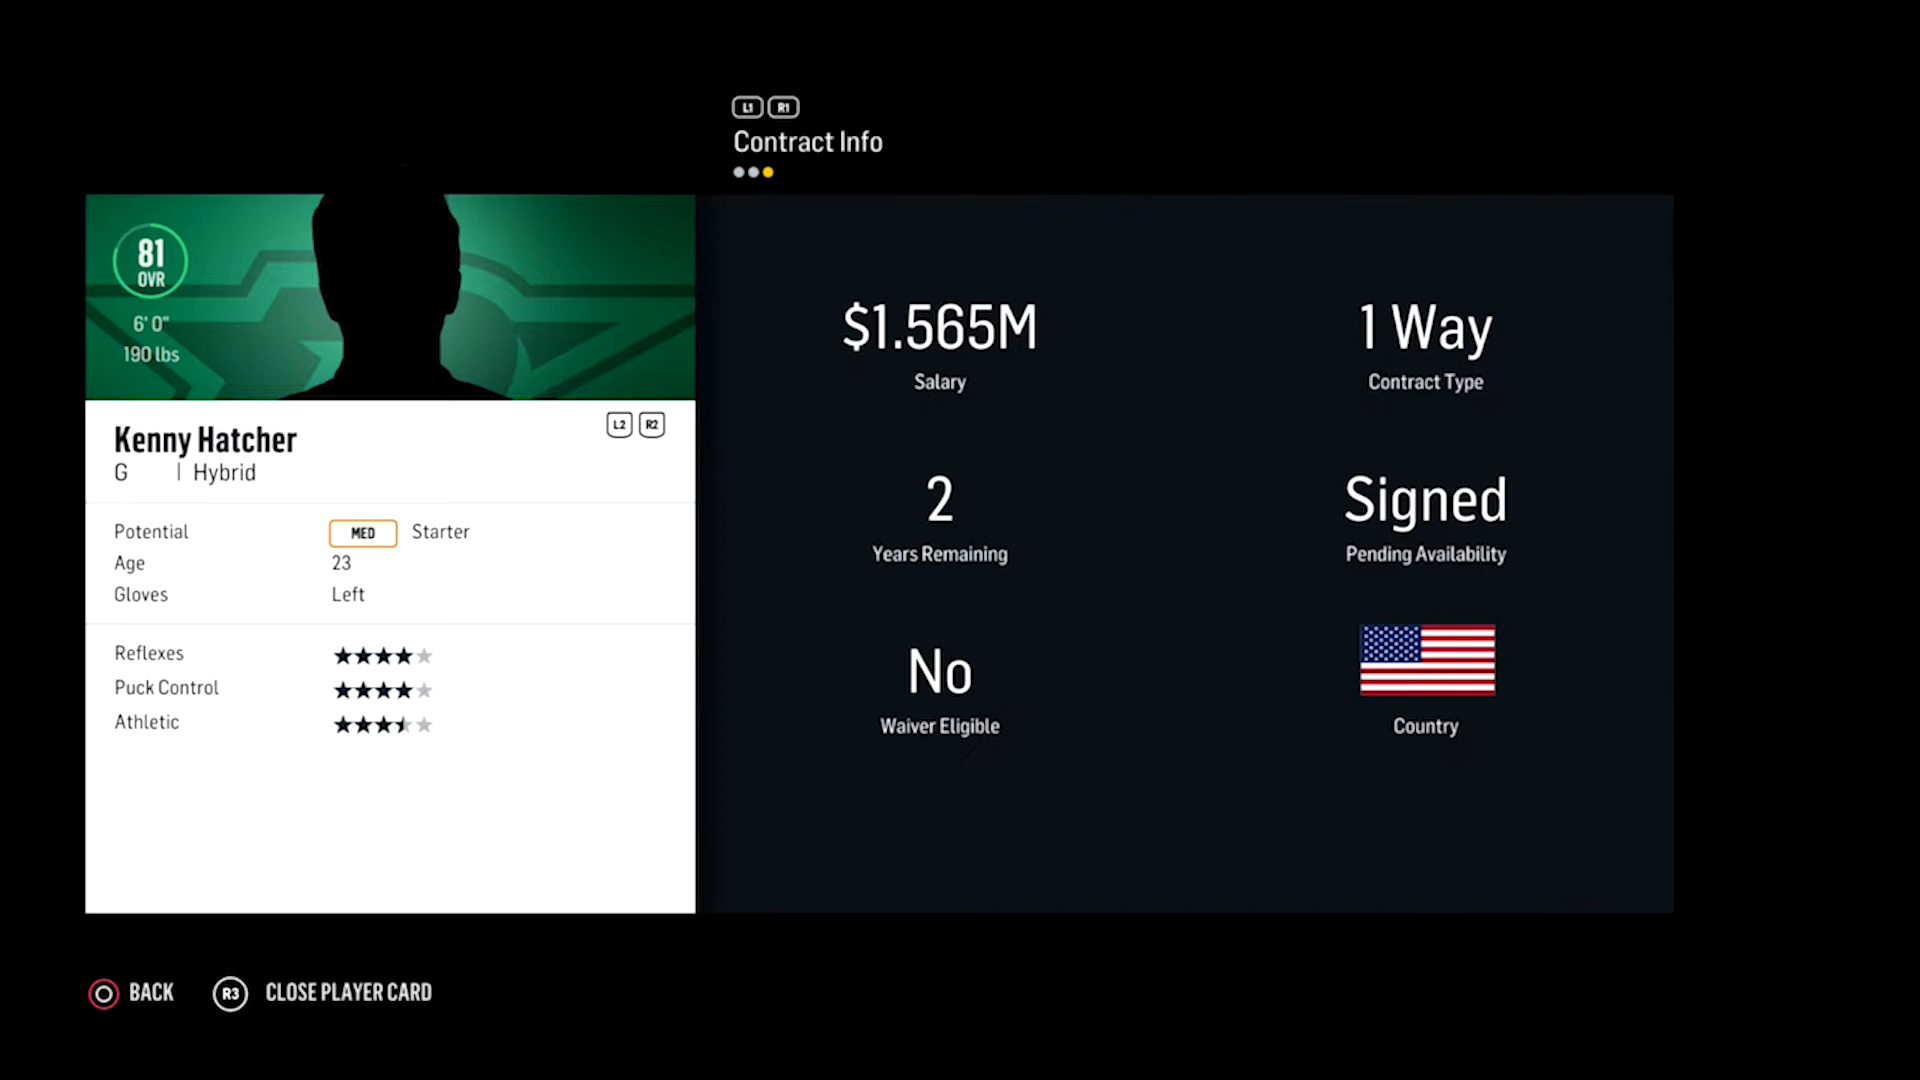 L1 R1
Contract Info
81
OVR
6' 0"
190 lbs
Kenny Hatcher
L2 R2
G | Hybrid
Potential MED Starter
Age 23
Gloves Left
Reflexes
Puck Control
Athletic
$1.565M
Salary
1 Way
Contract Type
2
Years Remaining
Signed
Pending Availability
No
Waiver Eligible
Country
BACK R3 CLOSE PLAYER CARD